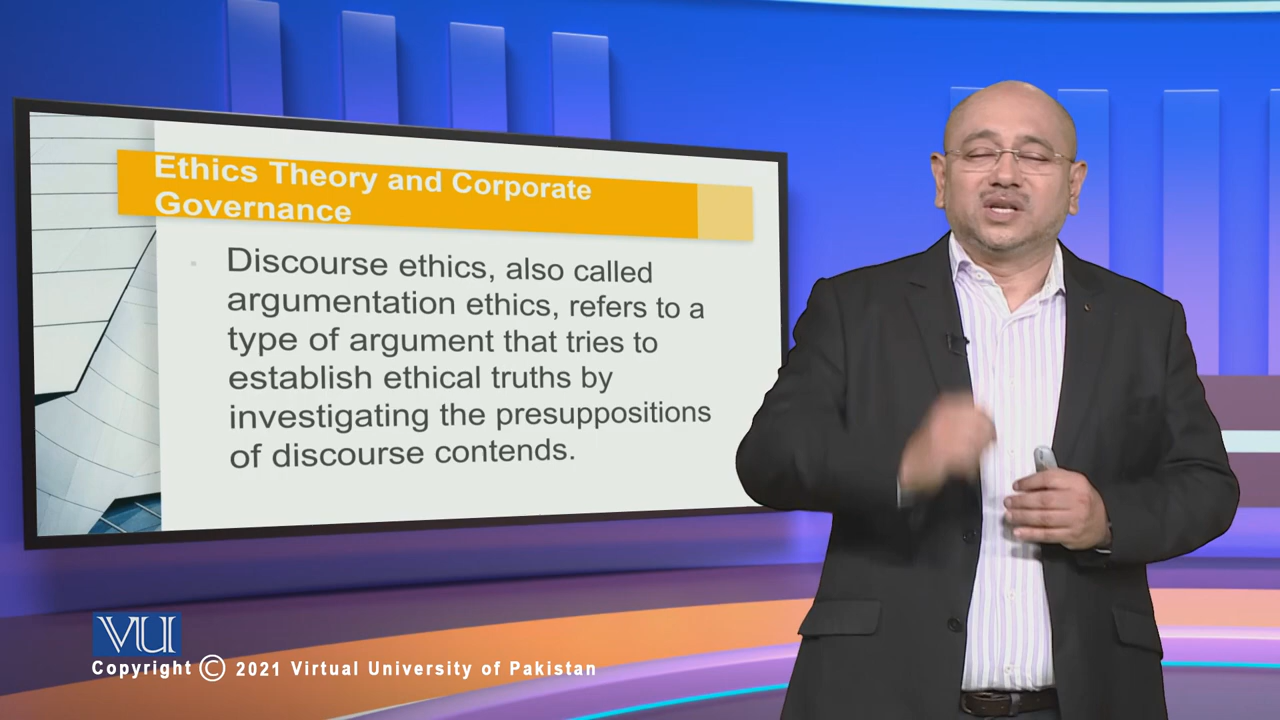 Ethics Theory and Corporate
Governance
Discourse ethics, also called
argumentation ethics, refers to a
type of argument that tries to
establish ethical truths by
investigating the presuppositions
of discourse contends.
VU
Copyright © 2021 Virtual University of Pakistan